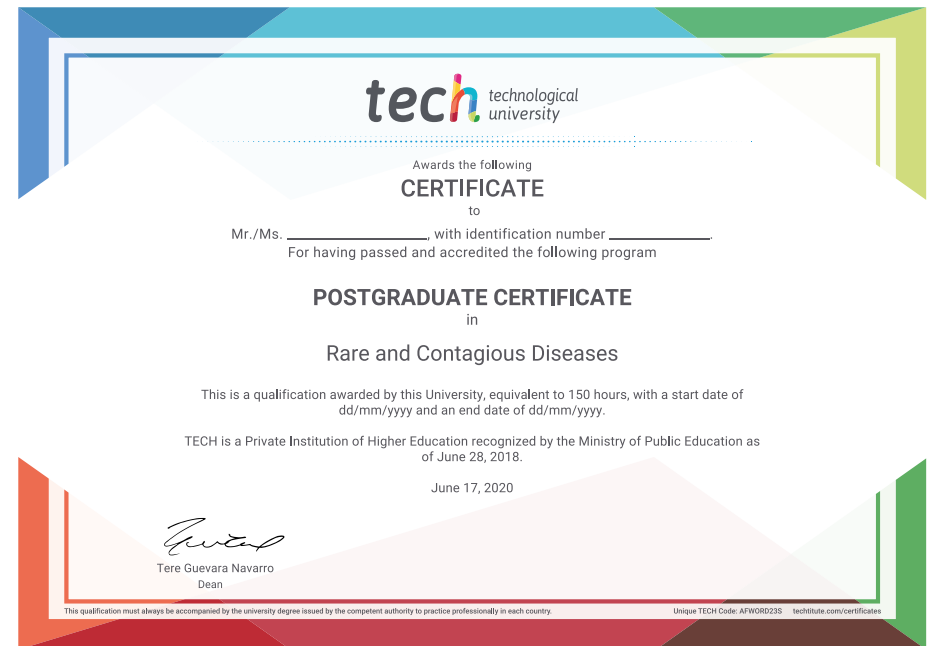 tech technological
university
Awards the following
CERTIFICATE
to
Mr./Ms. ____________________, with identification number ______________.
For having passed and accredited the following program
POSTGRADUATE CERTIFICATE
in
Rare and Contagious Diseases
This is a qualification awarded by this University, equivalent to 150 hours, with a start date of
dd/mm/yyyy and an end date of dd/mm/yyyy.
TECH is a Private Institution of Higher Education recognized by the Ministry of Public Education as
of June 28, 2018.
June 17, 2020
Tere Guevara Navarro
Dean
This qualification must always be accompanied by the university degree issued by the competent authority to practice professionally in each country.
Unique TECH Code: AFWORD23S techtitute.com/certificates